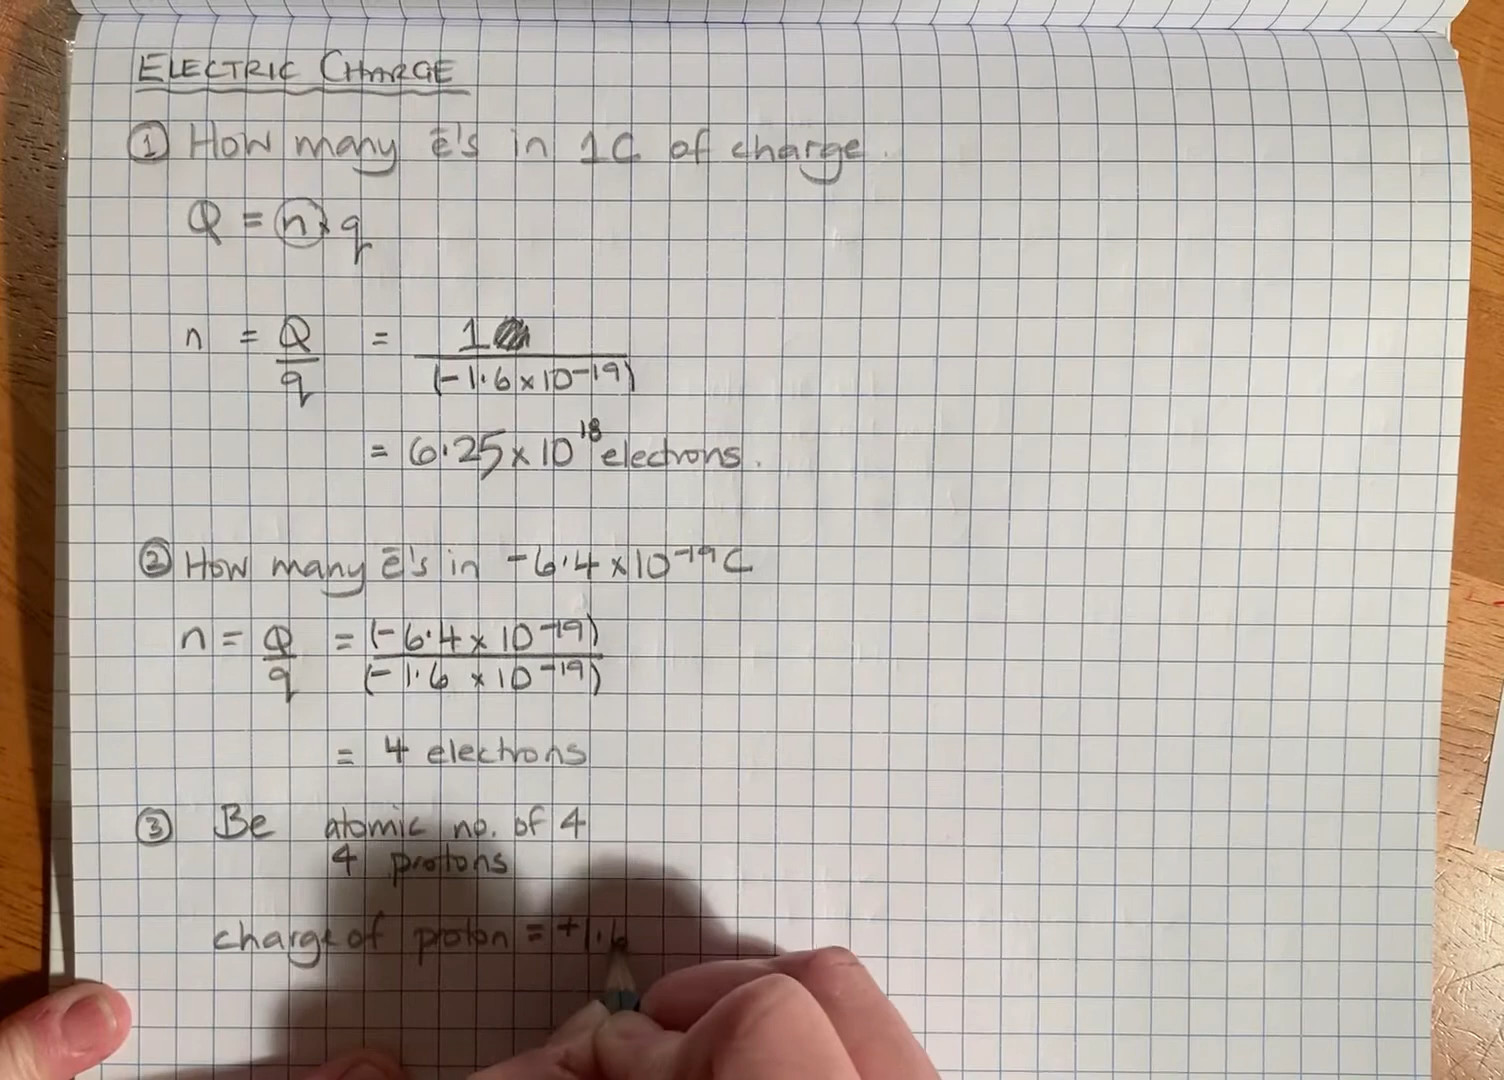 ELECTRIC CHARGE
① How many ē's in 1C of charge.
Q = n × q
n = Q/q = 1/(-1.6×10⁻¹⁹)
= 6.25×10¹⁸ electrons.
② How many ē's in -6.4×10⁻¹⁹C
n = Q/q = (-6.4×10⁻¹⁹)/(-1.6×10⁻¹⁹)
= 4 electrons
③ Be atomic no. of 4
4 protons
charge of proton = +1.6